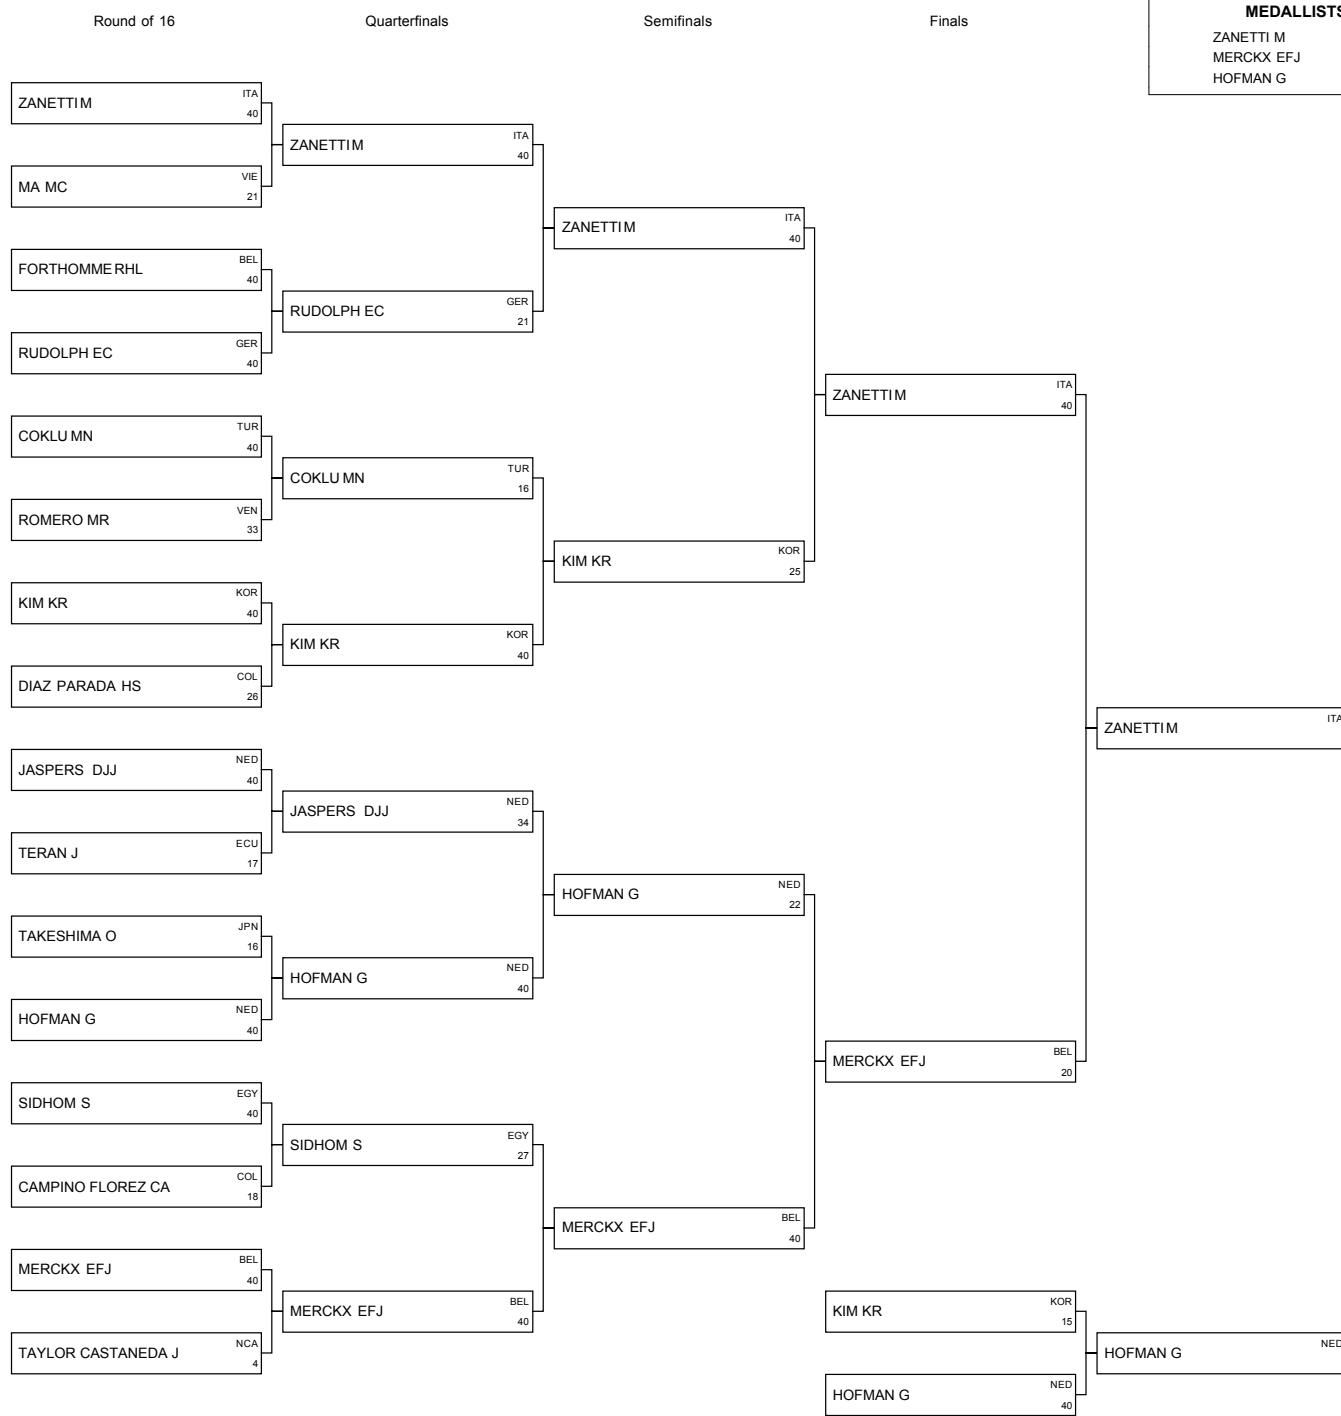 Round of 16
Quarterfinals
Semifinals
Finals
MEDALLISTS
ZANETTI M
MERCKX EFJ
HOFMAN G
ZANETTI M ITA 40
MA MC VIE 21
FORTHOMME RHL BEL 40
RUDOLPH EC GER 40
COKLU MN TUR 40
ROMERO MR VEN 33
KIM KR KOR 40
DIAZ PARADA HS COL 26
JASPERS DJJ NED 40
TERAN J ECU 17
TAKESHIMA O JPN 16
HOFMAN G NED 40
SIDHOM S EGY 40
CAMPINO FLOREZ CA COL 18
MERCKX EFJ BEL 40
TAYLOR CASTANEDA J NCA 4
ZANETTI M ITA 40
RUDOLPH EC GER 21
COKLU MN TUR 16
KIM KR KOR 40
JASPERS DJJ NED 34
HOFMAN G NED 40
SIDHOM S EGY 27
MERCKX EFJ BEL 40
ZANETTI M ITA 40
KIM KR KOR 25
HOFMAN G NED 22
MERCKX EFJ BEL 40
ZANETTI M ITA 40
MERCKX EFJ BEL 20
ZANETTI M ITA
KIM KR KOR 15
HOFMAN G NED 40
HOFMAN G NED